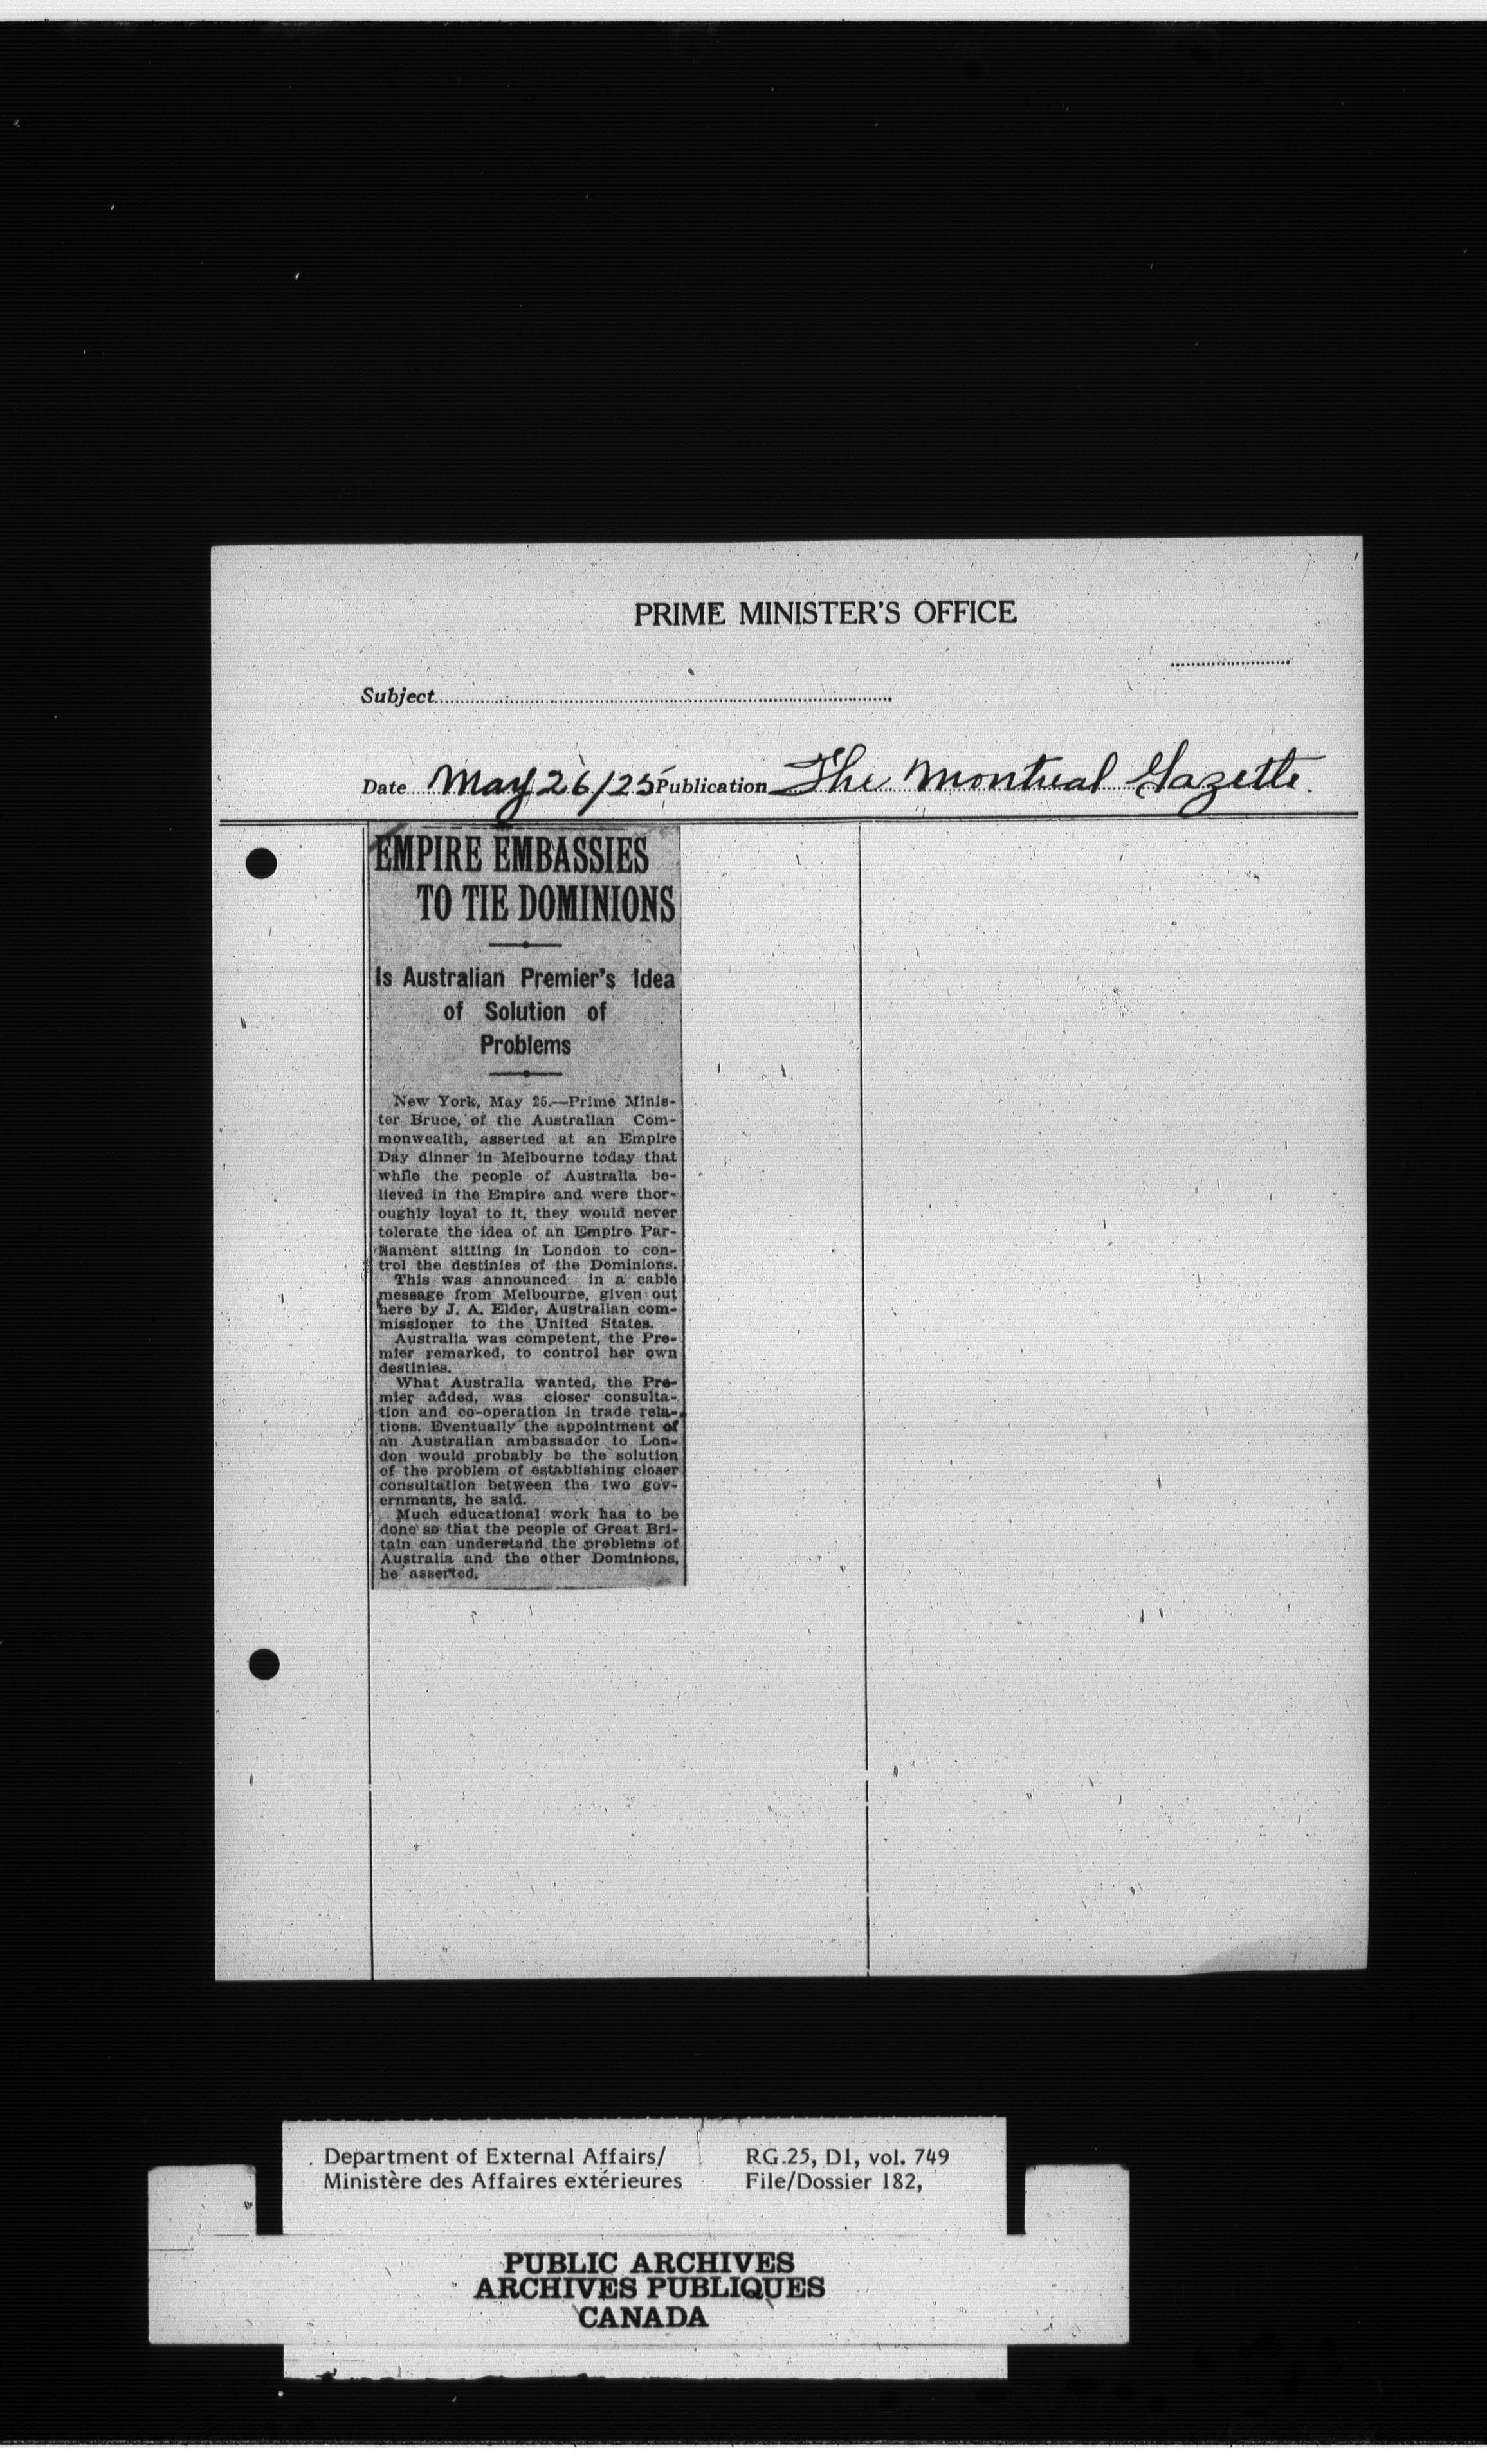 PRIME MINISTER'S OFFICE
Subject
Date May 26/25 Publication The Montreal Gazette.
EMPIRE EMBASSIES
TO TIE DOMINIONS
Is Australian Premier's Idea
of Solution of
Problems
New York, May 25.—Prime Minis-
ter Bruce, of the Australian Com-
monwealth, asserted at an Empire
Day dinner in Melbourne today that
while the people of Australia be-
lieved in the Empire and were thor-
oughly loyal to it, they would never
tolerate the idea of an Empire Par-
liament sitting in London to con-
trol the destinies of the Dominions.
This was announced in a cable
message from Melbourne, given out
here by J. A. Elder, Australian com-
missioner to the United States.
Australia was competent, the Pre-
mier remarked, to control her own
destinies.
What Australia wanted, the Pre-
mier added, was closer consulta-
tion and co-operation in trade rela-
tions. Eventually the appointment of
an Australian ambassador to Lon-
don would probably be the solution
of the problem of establishing closer
consultation between the two gov-
ernments, he said.
Much educational work has to be
done so that the people of Great Bri-
tain can understand the problems of
Australia and the other Dominions,
he asserted.
Department of External Affairs/ RG.25, D1, vol. 749
Ministère des Affaires extérieures File/Dossier 182,
PUBLIC ARCHIVES
ARCHIVES PUBLIQUES
CANADA